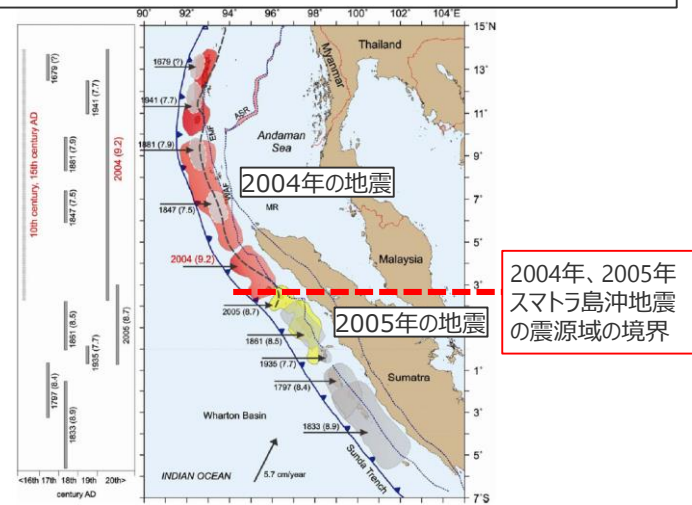 90° 92° 94° 96° 98° 100° 102° 104°E
15°N
13°
11°
9°
7°
5°
3°
1°
1°
3°
5°
7°S
Thailand
Myanmar
Andaman
Sea
ASR
EMF
WAF
MR
Malaysia
Sumatra
Wharton Basin
Sunda Trench
INDIAN OCEAN
5.7 cm/year
1679 (?)
1941 (7.7)
1881 (7.9)
1847 (7.5)
2004 (9.2)
2005 (8.7)
1861 (8.5)
1935 (7.7)
1797 (8.4)
1833 (8.9)
2004年の地震
2005年の地震
2004年、2005年
スマトラ島沖地震
の震源域の境界
10th century, 15th century AD
1679 (?)
1941 (7.7)
1881 (7.9)
1847 (7.5)
2004 (9.2)
1861 (8.5)
1935 (7.7)
2005 (8.7)
1797 (8.4)
1833 (8.9)
<16th 17th 18th 19th 20th>
century AD